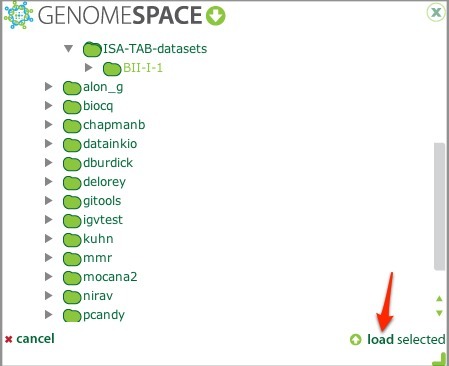 GENOMESPACE
ISA-TAB-datasets
BII-I-1
alon_g
biocq
chapmanb
datainkio
dburdick
delorey
gitools
igvtest
kuhn
mmr
mocana2
nirav
pcandy
cancel
load selected